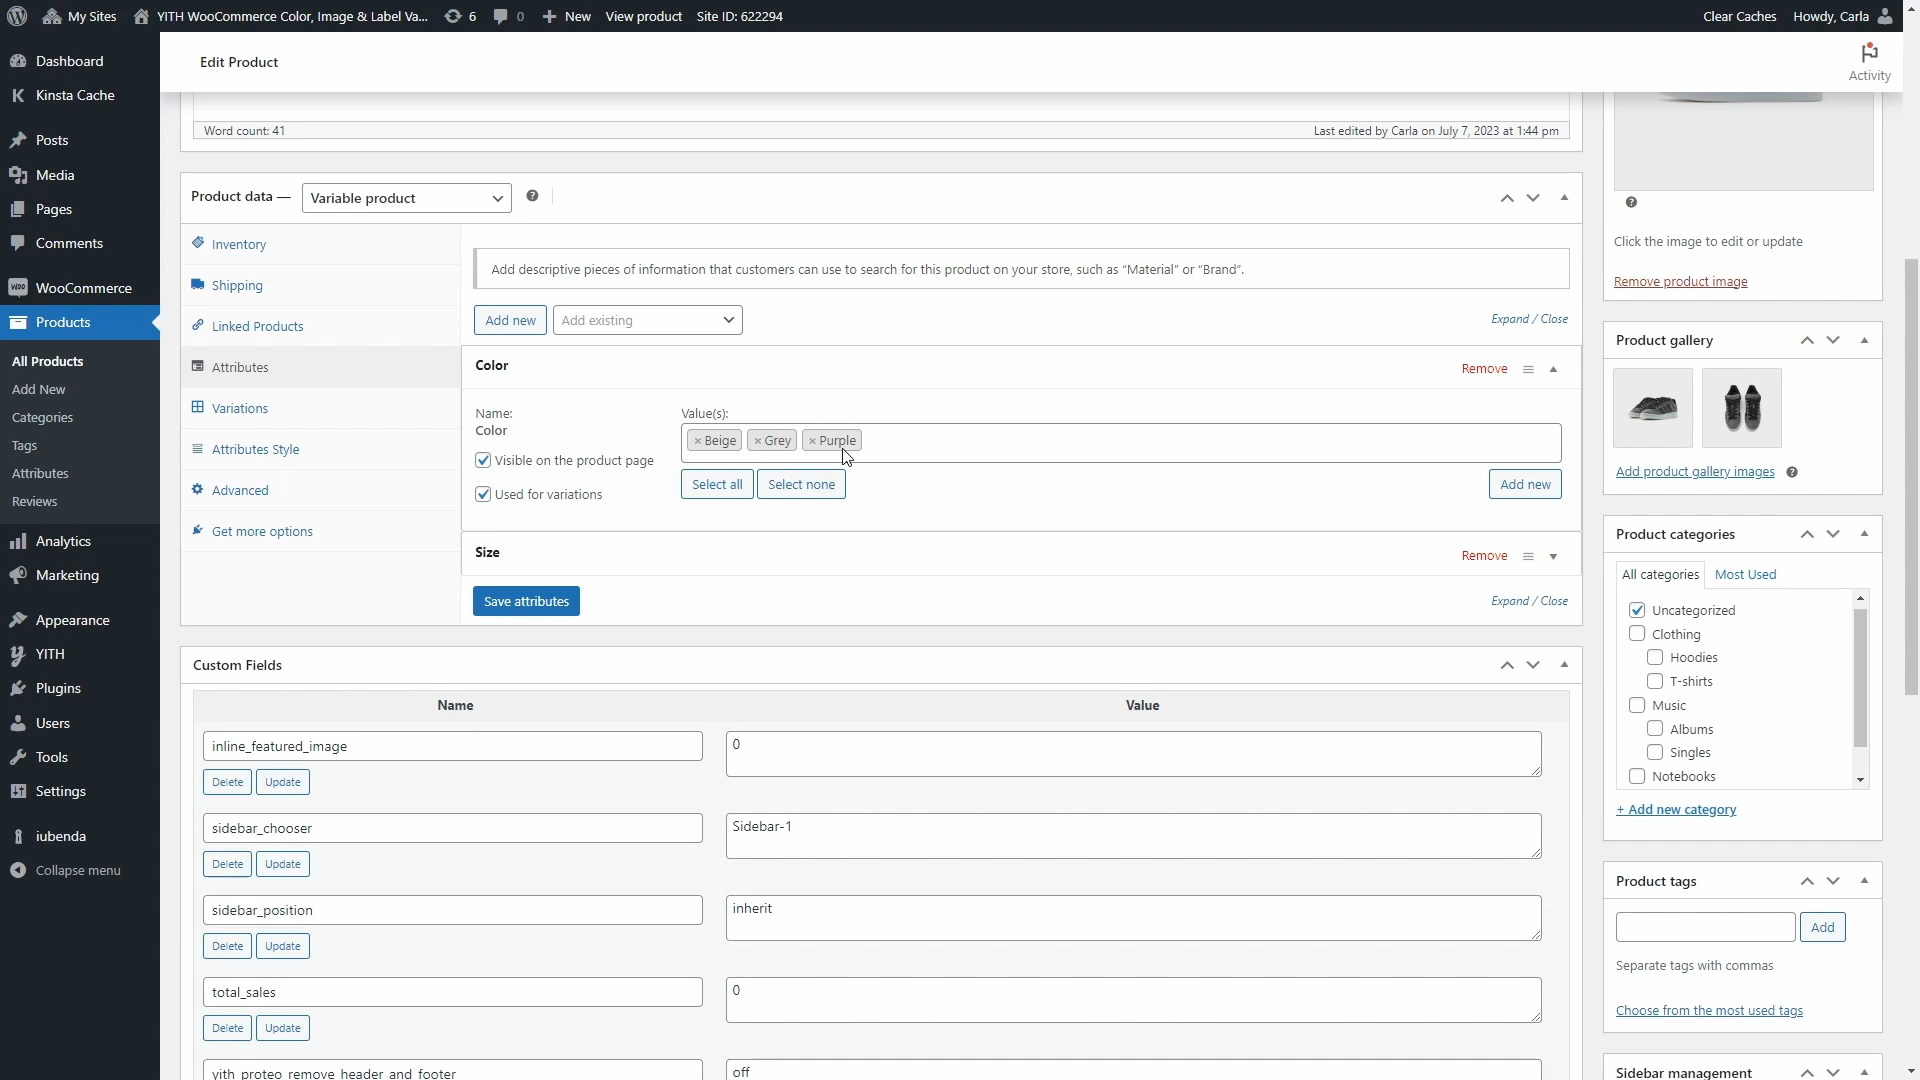 My Sites
YITH WooCommerce Color, Image & Label Va...
6
0
New
View product
Site ID: 622294
Clear Caches
Howdy, Carla
Dashboard
Kinsta Cache
Posts
Media
Pages
Comments
WooCommerce
Products
All Products
Add New
Categories
Tags
Attributes
Reviews
Analytics
Marketing
Appearance
YITH
Plugins
Users
Tools
Settings
iubenda
Collapse menu
Edit Product
Activity
Word count: 41
Last edited by Carla on July 7, 2023 at 1:44 pm
Product data —
Variable product
Inventory
Shipping
Linked Products
Attributes
Variations
Attributes Style
Advanced
Get more options
Add descriptive pieces of information that customers can use to search for this product on your store, such as “Material” or “Brand”.
Add new
Add existing
Expand / Close
Color
Remove
Name:
Color
Visible on the product page
Used for variations
Value(s):
× Beige
× Grey
× Purple
Select all
Select none
Add new
Size
Remove
Save attributes
Expand / Close
Custom Fields
Name
Value
inline_featured_image
0
Delete
Update
sidebar_chooser
Sidebar-1
Delete
Update
sidebar_position
inherit
Delete
Update
total_sales
0
Delete
Update
yith_proteo_remove_header_and_footer
off
Click the image to edit or update
Remove product image
Product gallery
Add product gallery images
Product categories
All categories
Most Used
Uncategorized
Clothing
Hoodies
T-shirts
Music
Albums
Singles
Notebooks
+ Add new category
Product tags
Add
Separate tags with commas
Choose from the most used tags
Sidebar management